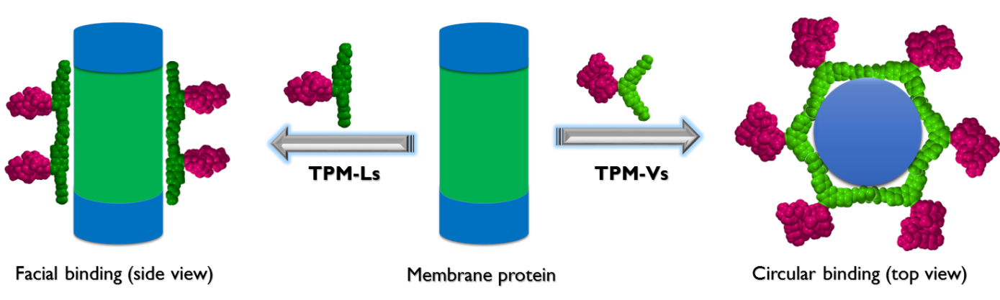 TPM-Ls
TPM-Vs
Facial binding (side view)
Membrane protein
Circular binding (top view)